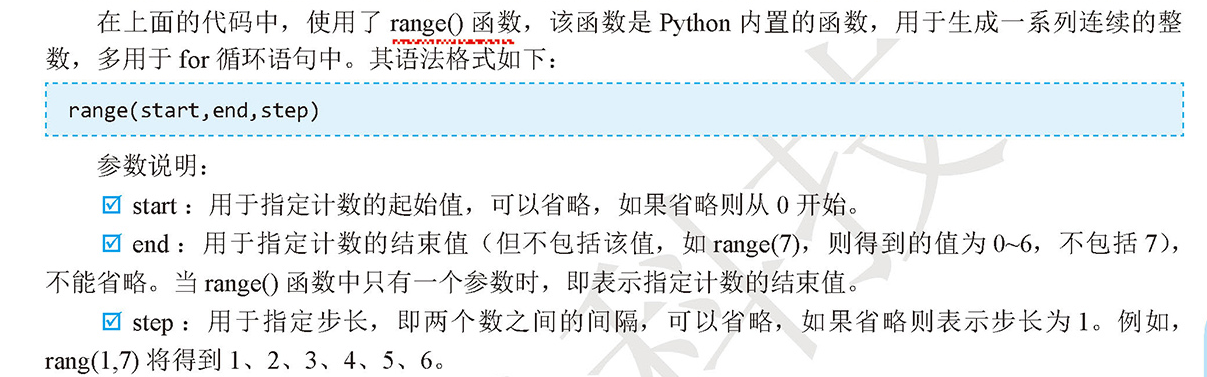 在上面的代码中，使用了 range() 函数，该函数是 Python 内置的函数，用于生成一系列连续的整
数，多用于 for 循环语句中。其语法格式如下：
range(start,end,step)
参数说明：
☑ start：用于指定计数的起始值，可以省略，如果省略则从 0 开始。
☑ end：用于指定计数的结束值（但不包括该值，如 range(7)，则得到的值为 0~6，不包括 7），
不能省略。当 range() 函数中只有一个参数时，即表示指定计数的结束值。
☑ step：用于指定步长，即两个数之间的间隔，可以省略，如果省略则表示步长为 1。例如，
rang(1,7) 将得到 1、2、3、4、5、6。
科技